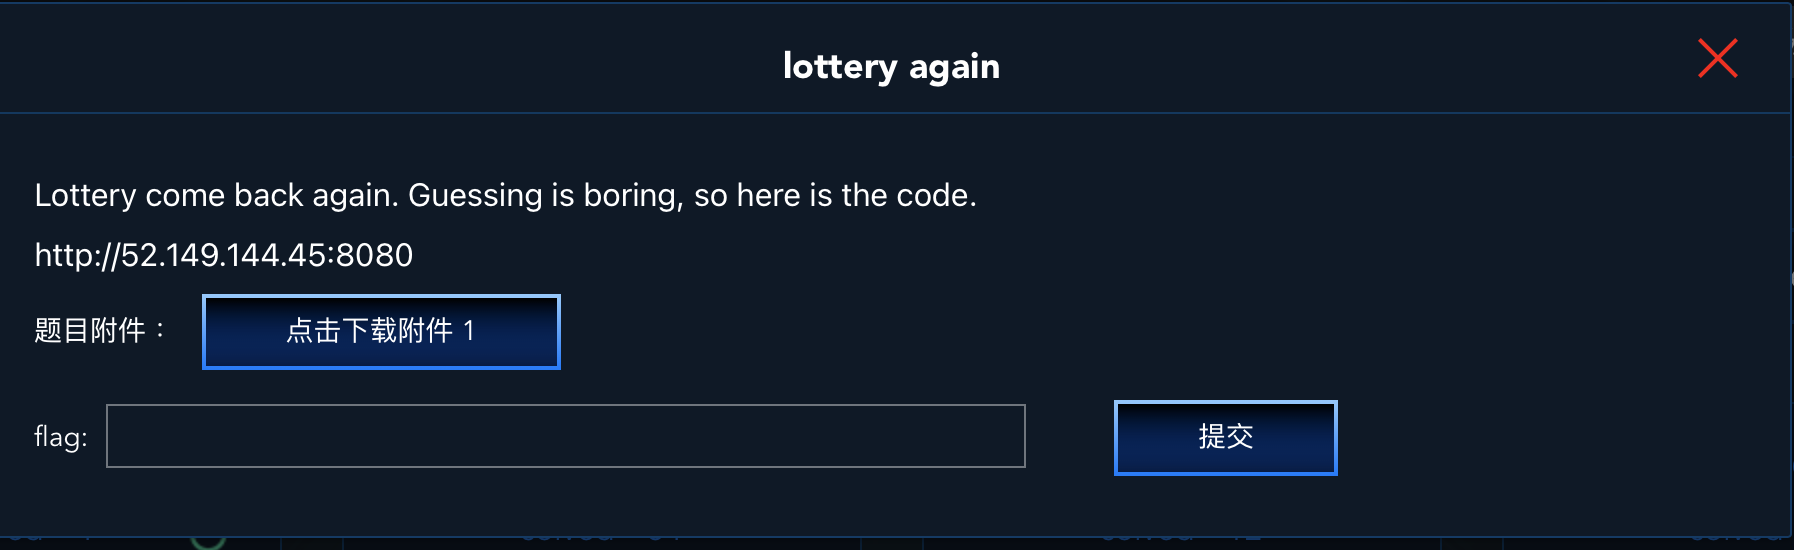 lottery again
Lottery come back again. Guessing is boring, so here is the code.
http://52.149.144.45:8080
题目附件：
点击下载附件 1
flag:
提交